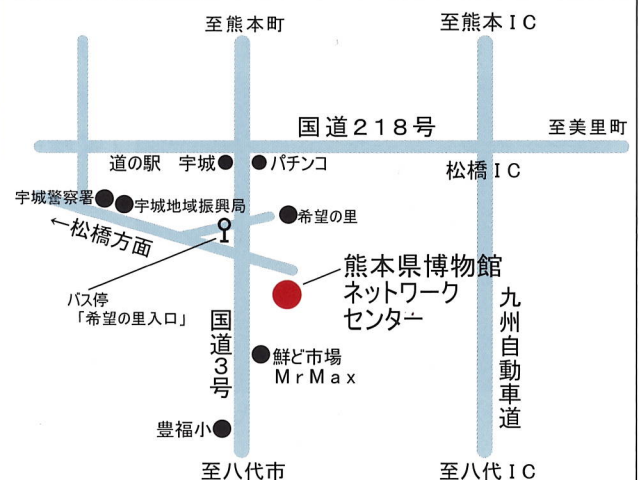 至熊本町
至熊本IC
国道218号
至美里町
道の駅 宇城
パチンコ
松橋IC
宇城警察署
宇城地域振興局
希望の里
←松橋方面
熊本県博物館
ネットワーク
センター
バス停
「希望の里入口」
国道3号
九州自動車道
鮮ど市場
MrMax
豊福小
至八代市
至八代IC